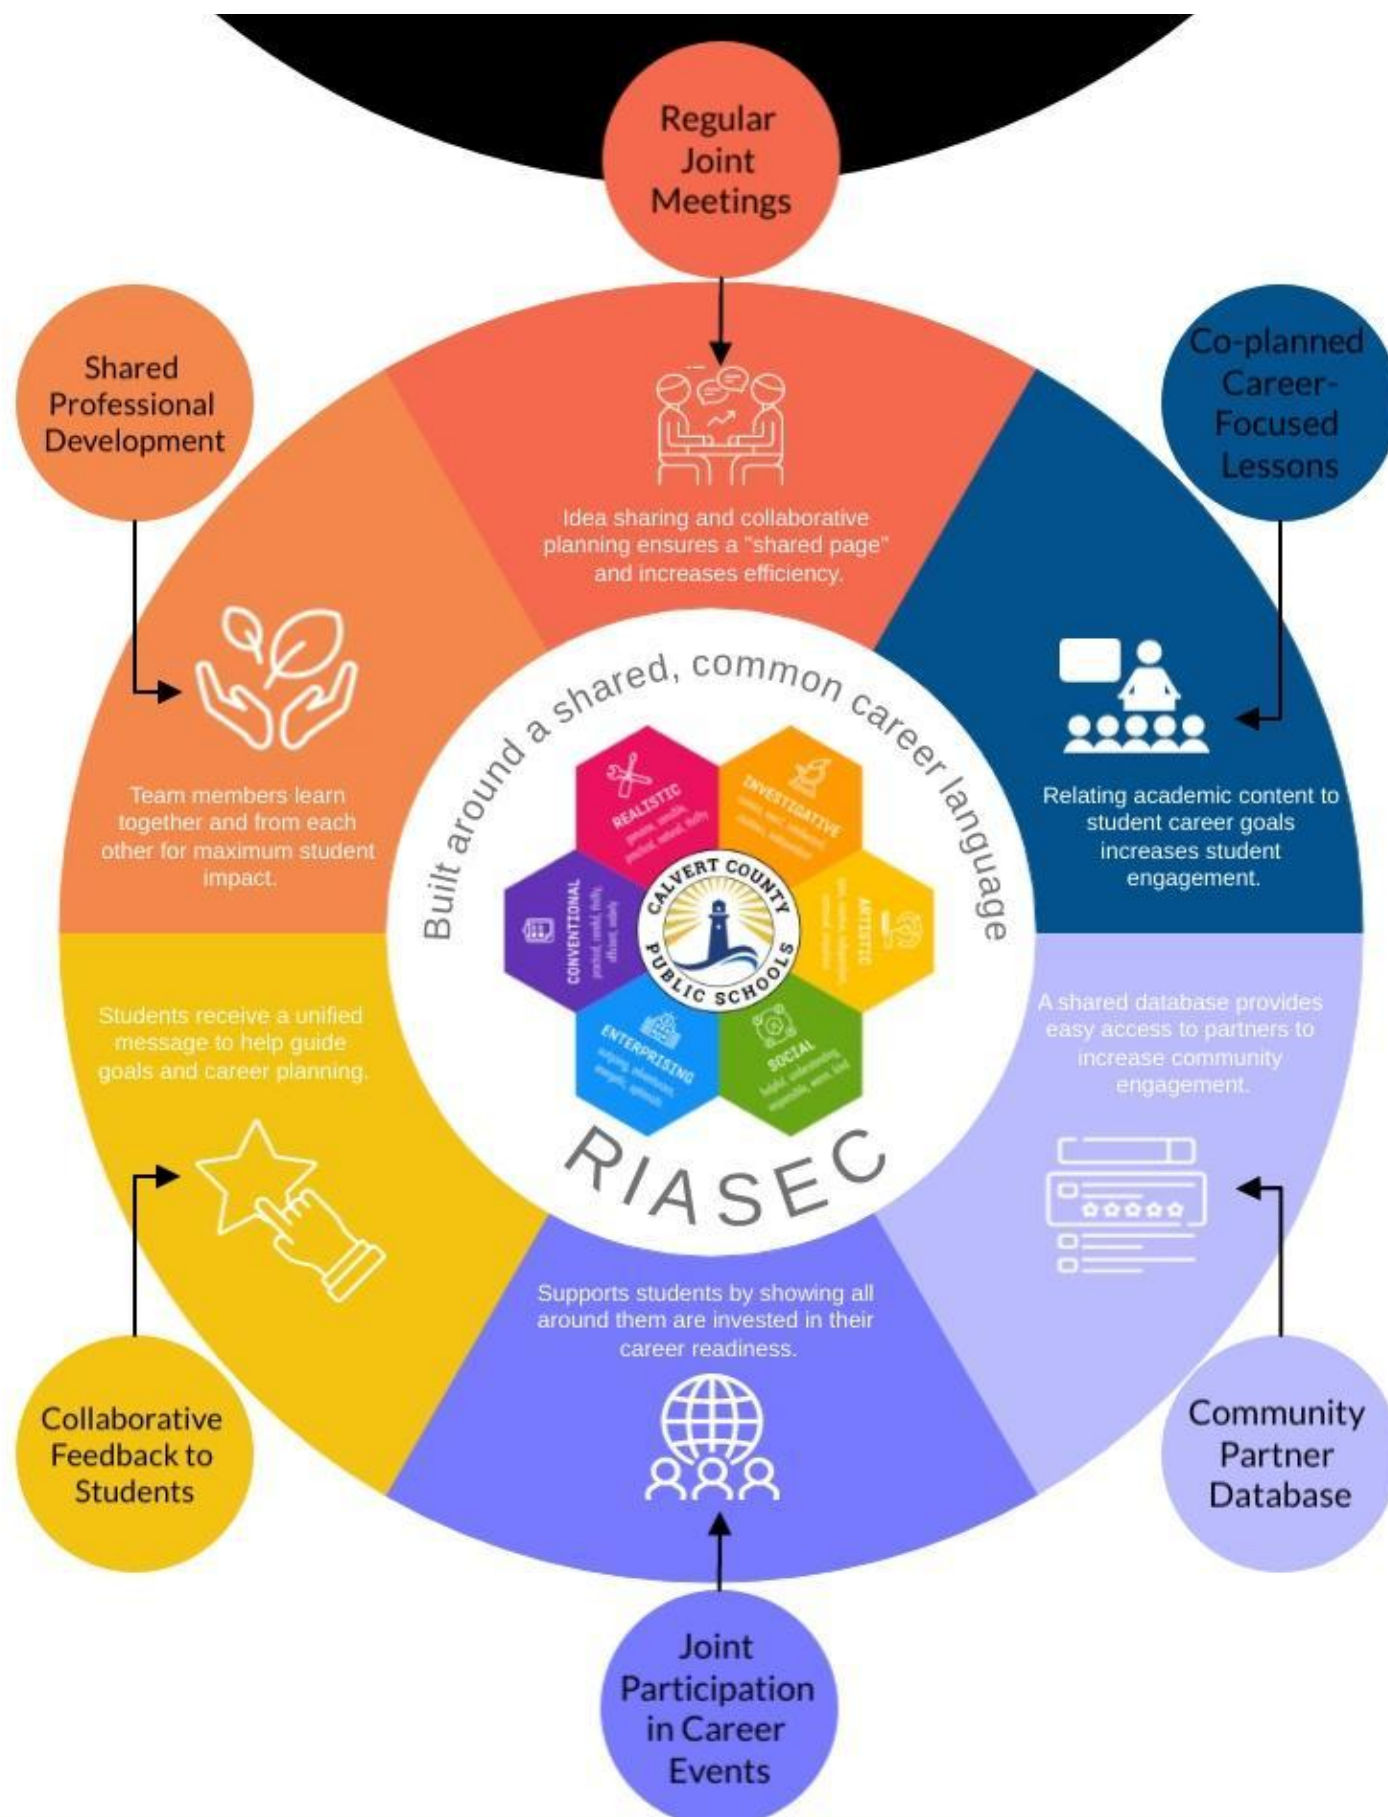 Regular
Joint
Meetings
Shared
Professional
Development
Co-planned
Career-
Focused
Lessons
Idea sharing and collaborative
planning ensures a "shared page"
and increases efficiency.
Team members learn
together and from each
other for maximum student
impact.
Relating academic content to
student career goals
increases student
engagement.
Built around a shared, common career language
REALISTIC
INVESTIGATIVE
CONVENTIONAL
ARTISTIC
ENTERPRISING
SOCIAL
helpful, understanding,
CALVERT COUNTY
PUBLIC SCHOOLS
RIASEC
Students receive a unified
message to help guide
goals and career planning.
A shared database provides
easy access to partners to
increase community
engagement.
Supports students by showing all
around them are invested in their
career readiness.
Collaborative
Feedback to
Students
Community
Partner
Database
Joint
Participation
in Career
Events